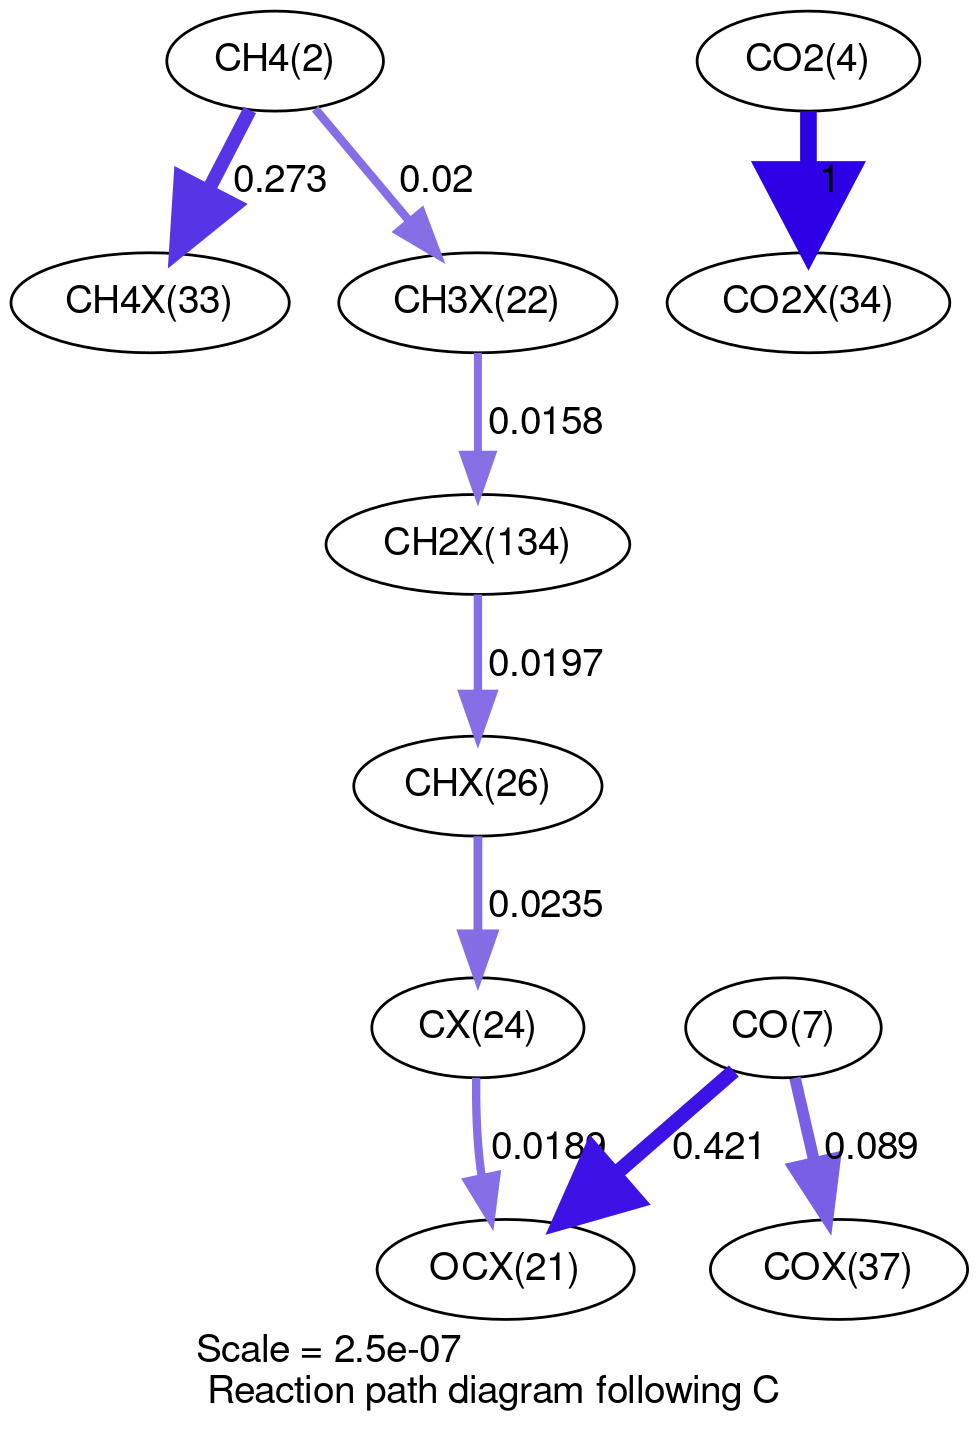 CH4(2)
CO2(4)
0.273
0.02
1
CH4X(33)
CH3X(22)
CO2X(34)
0.0158
CH2X(134)
0.0197
CHX(26)
0.0235
CX(24)
CO(7)
0.0189
0.421
0.089
OCX(21)
COX(37)
Scale = 2.5e-07
Reaction path diagram following C